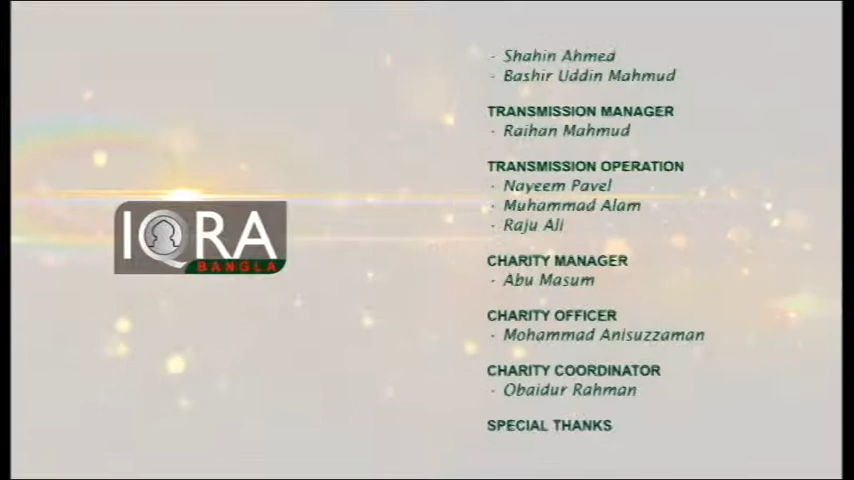 IQRA
BANGLA
- Shahin Ahmed
- Bashir Uddin Mahmud
TRANSMISSION MANAGER
- Raihan Mahmud
TRANSMISSION OPERATION
- Nayeem Pavel
- Muhammad Alam
- Raju Ali
CHARITY MANAGER
- Abu Masum
CHARITY OFFICER
- Mohammad Anisuzzaman
CHARITY COORDINATOR
- Obaidur Rahman
SPECIAL THANKS